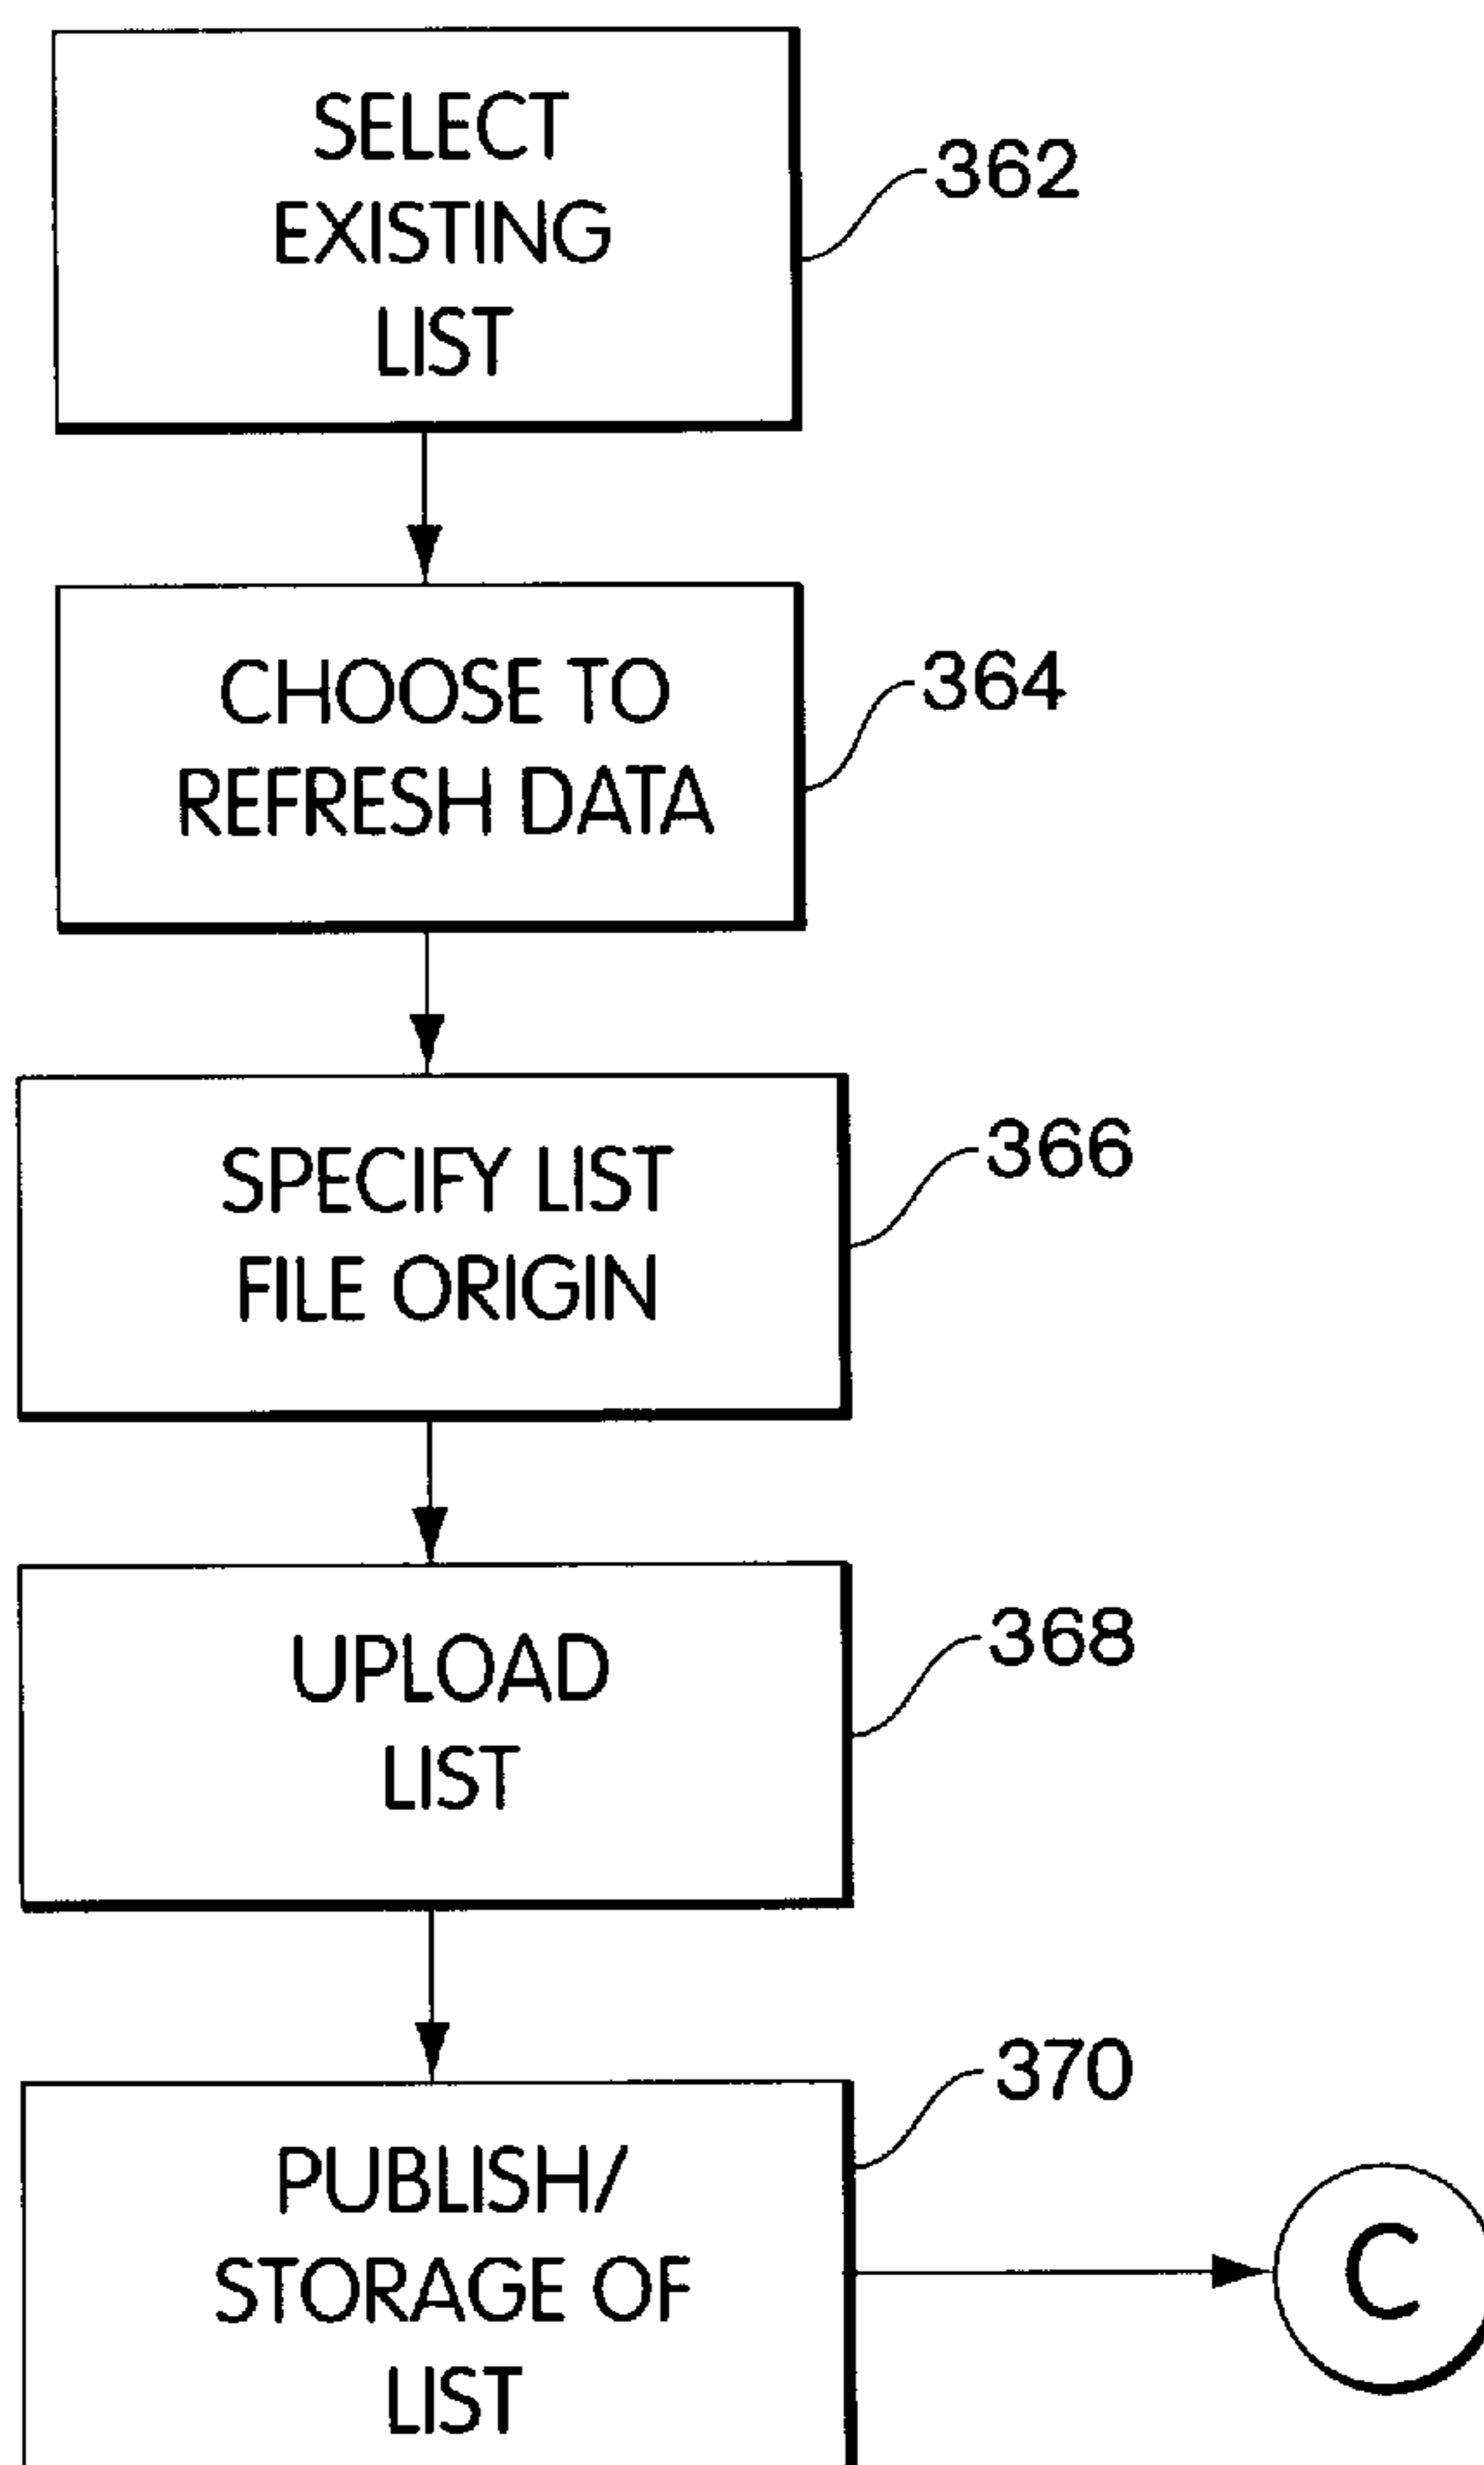 SELECT
EXISTING
LIST
362
CHOOSE TO
REFRESH DATA
364
SPECIFY LIST
FILE ORIGIN
366
UPLOAD
LIST
368
370
PUBLISH/
STORAGE OF
LIST
C